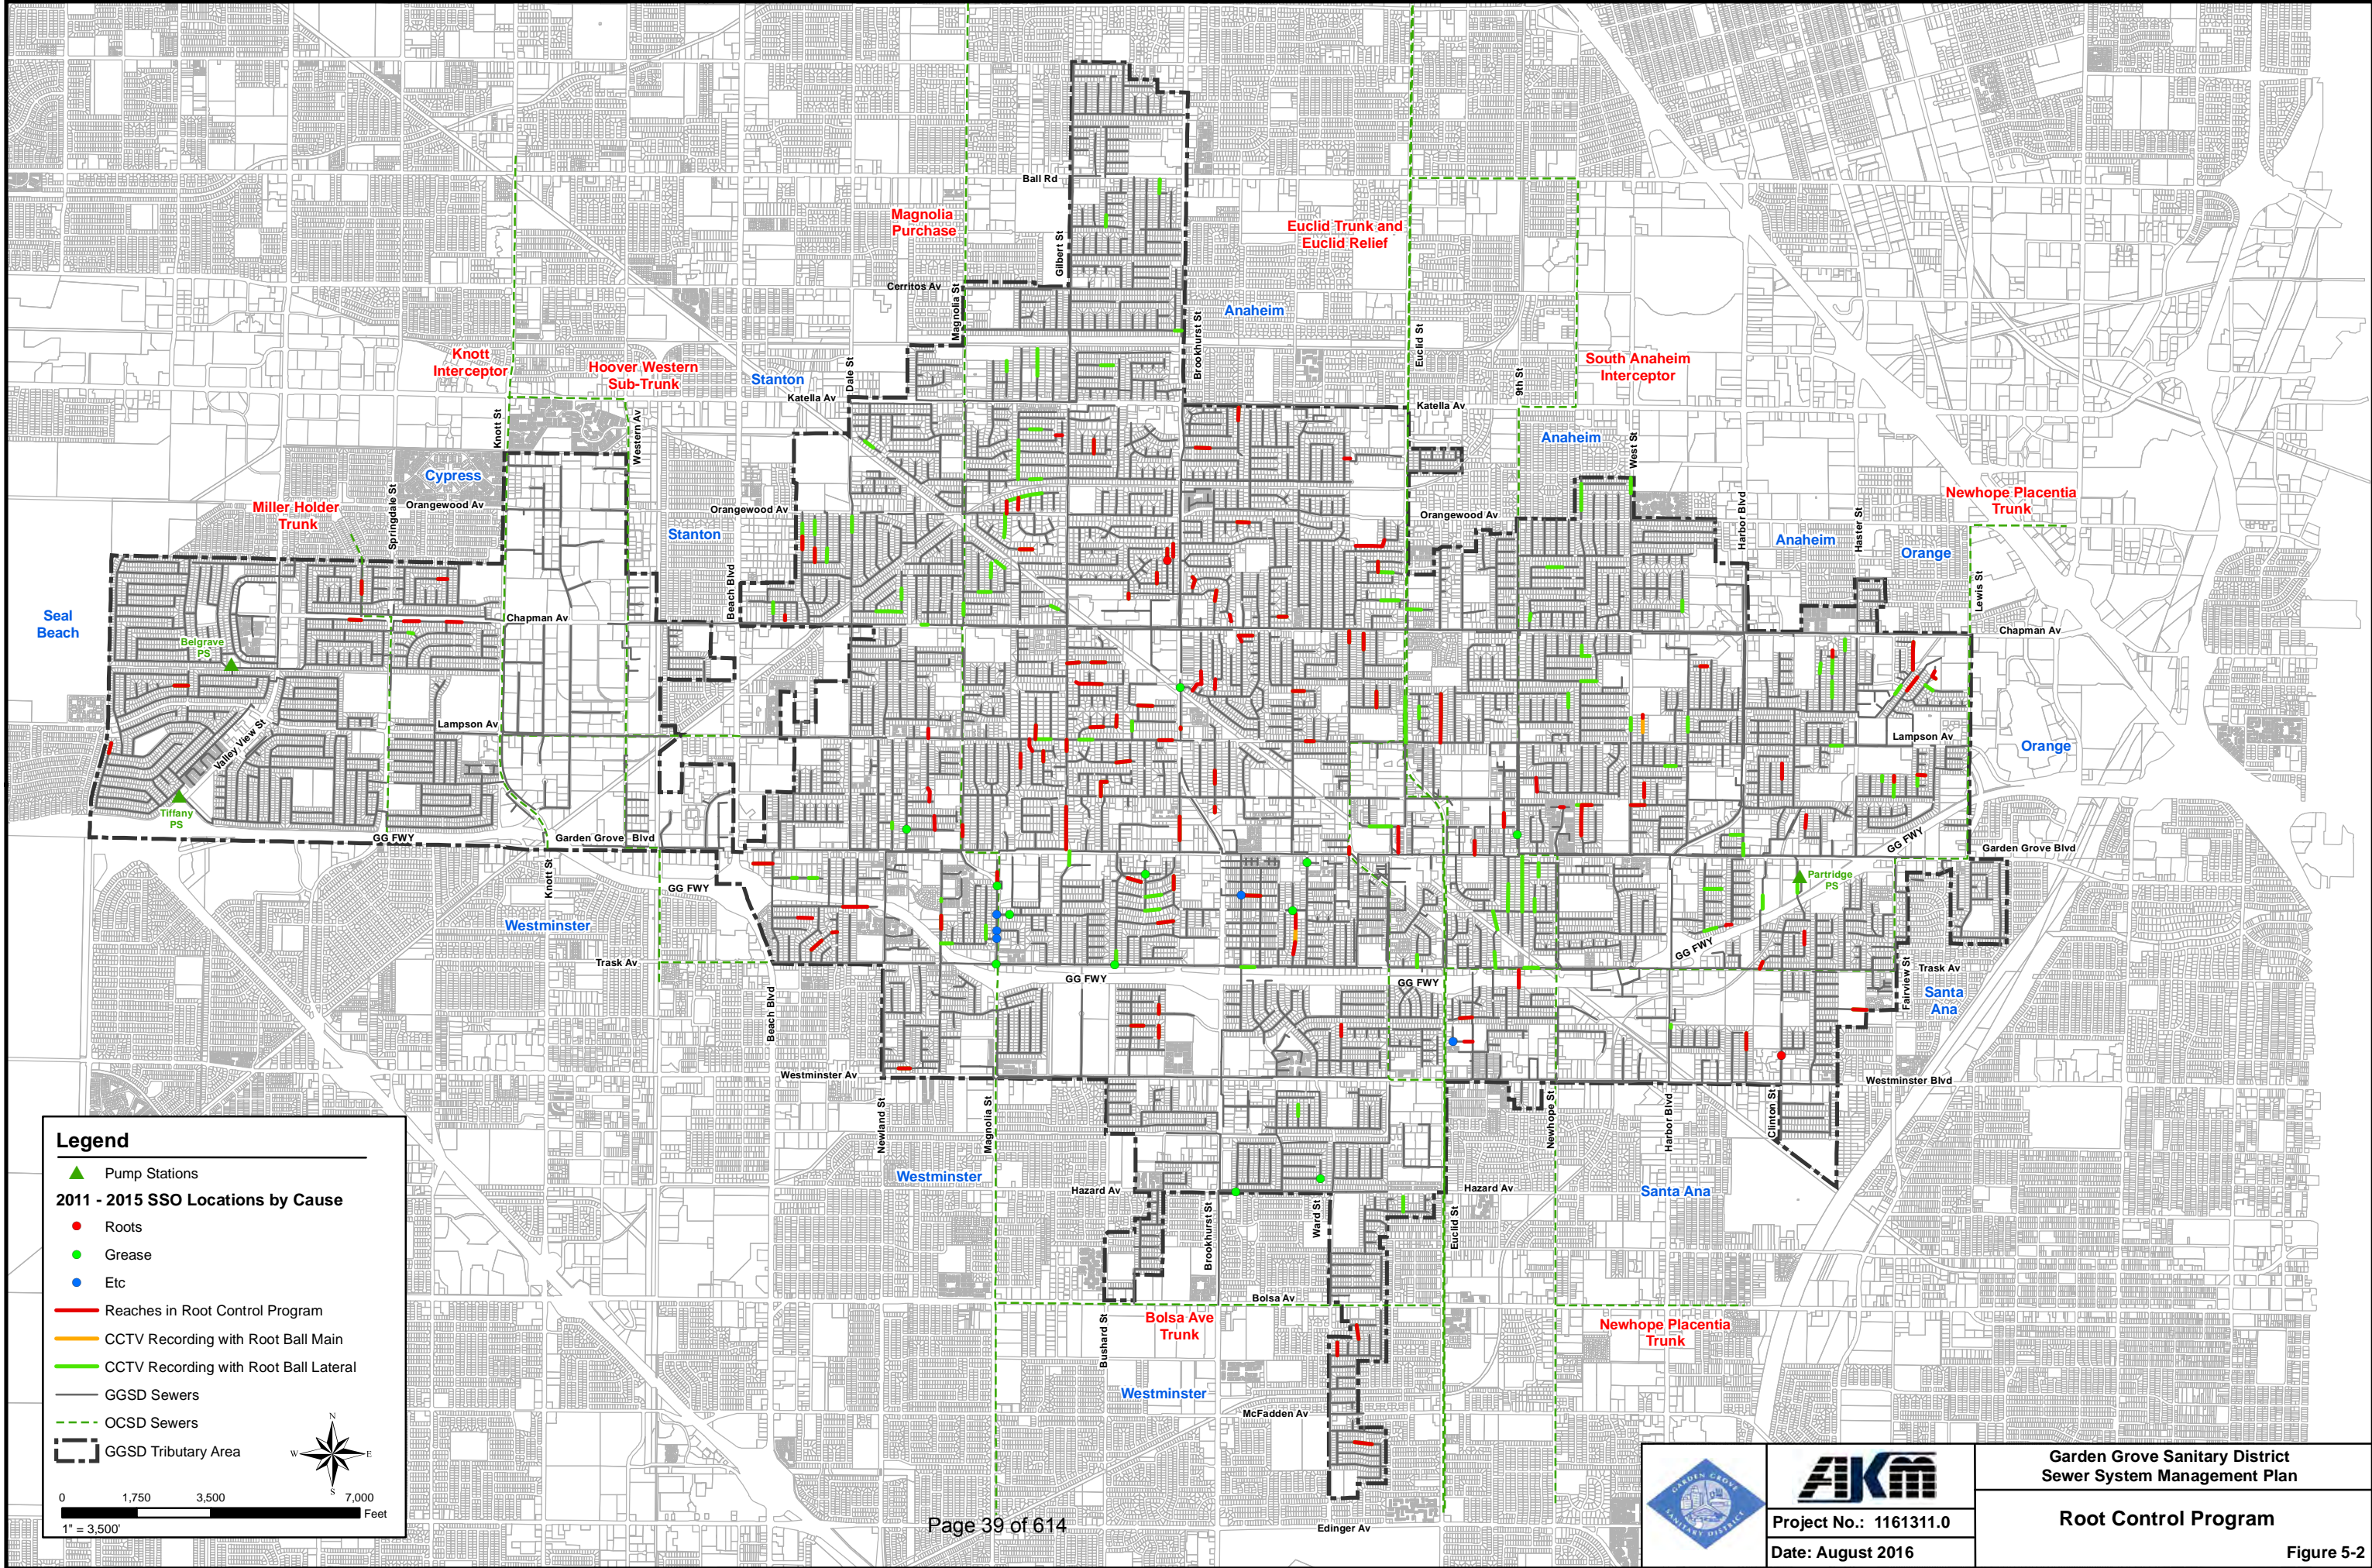 Ball Rd
Magnolia
Purchase
Gilbert St
Euclid Trunk and
Euclid Relief
Cerritos Av
Magnolia St
Anaheim
Brookhurst St
Euclid St
Knott
Interceptor
Hoover Western
Sub-Trunk
Stanton
Dale St
Katella Av
South Anaheim
Interceptor
9th St
Katella Av
Knott St
Western Av
Anaheim
West St
Cypress
Springdale St
Orangewood Av
Miller Holder
Trunk
Orangewood Av
Stanton
Orangewood Av
Harbor Blvd
Newhope Placentia
Trunk
Anaheim
Haster St
Orange
Beach Blvd
Lewis St
Seal
Beach
Chapman Av
Chapman Av
Belgrave
PS
Lampson Av
Valley View St
Lampson Av
Orange
Tiffany
PS
GG FWY
Garden Grove Blvd
GG FWY
Garden Grove Blvd
Knott St
GG FWY
Partridge
PS
Westminster
Trask Av
GG FWY
GG FWY
GG FWY
Fairview St
Trask Av
Santa
Ana
Beach Blvd
Westminster Av
Westminster Blvd
Newland St
Magnolia St
Newhope St
Harbor Blvd
Clinton St
Westminster
Hazard Av
Hazard Av
Santa Ana
Brookhurst St
Ward St
Euclid St
Bolsa Av
Bushard St
Bolsa Ave
Trunk
Newhope Placentia
Trunk
Westminster
McFadden Av
Edinger Av
Legend
Pump Stations
2011 - 2015 SSO Locations by Cause
Roots
Grease
Etc
Reaches in Root Control Program
CCTV Recording with Root Ball Main
CCTV Recording with Root Ball Lateral
GGSD Sewers
OCSD Sewers
GGSD Tributary Area
N
W E
S
0 1,750 3,500 7,000
Feet
1" = 3,500'
Page 39 of 614
GARDEN GROVE
SANITARY DISTRICT
AKM
Project No.: 1161311.0
Date: August 2016
Garden Grove Sanitary District
Sewer System Management Plan
Root Control Program
Figure 5-2